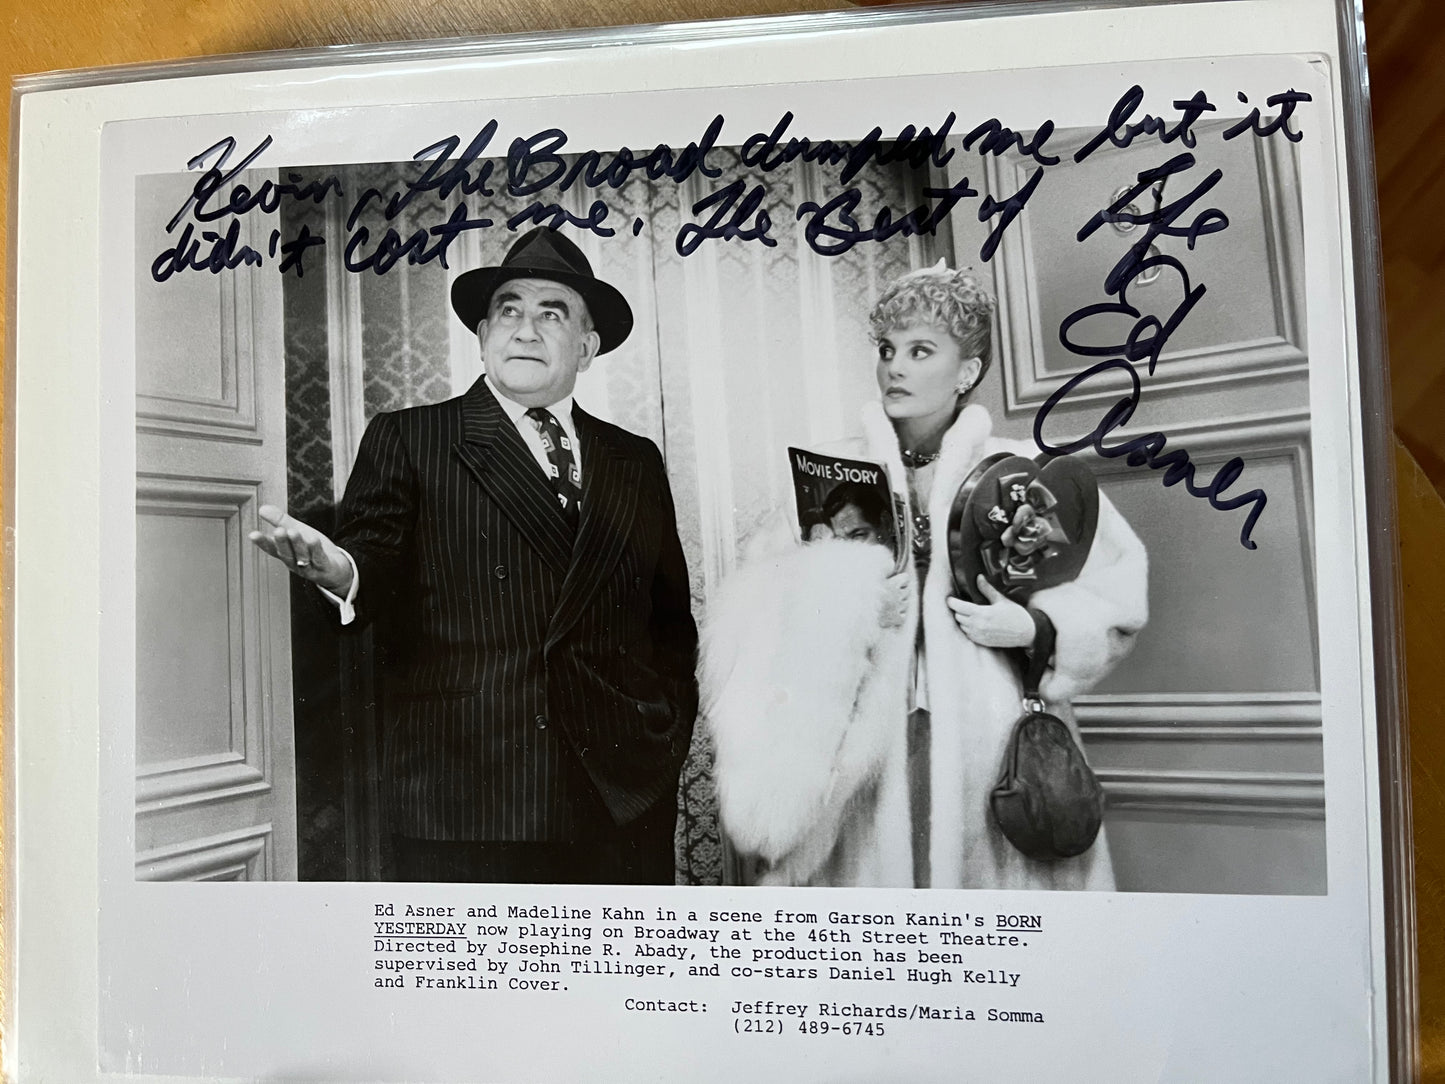 Kevin, The Broad dumped me but it
didn't cost me. The Best of Life
Ed
Asner
MOVIE STORY
Ed Asner and Madeline Kahn in a scene from Garson Kanin's BORN
YESTERDAY now playing on Broadway at the 46th Street Theatre.
Directed by Josephine R. Abady, the production has been
supervised by John Tillinger, and co-stars Daniel Hugh Kelly
and Franklin Cover.
Contact: Jeffrey Richards/Maria Somma
(212) 489-6745